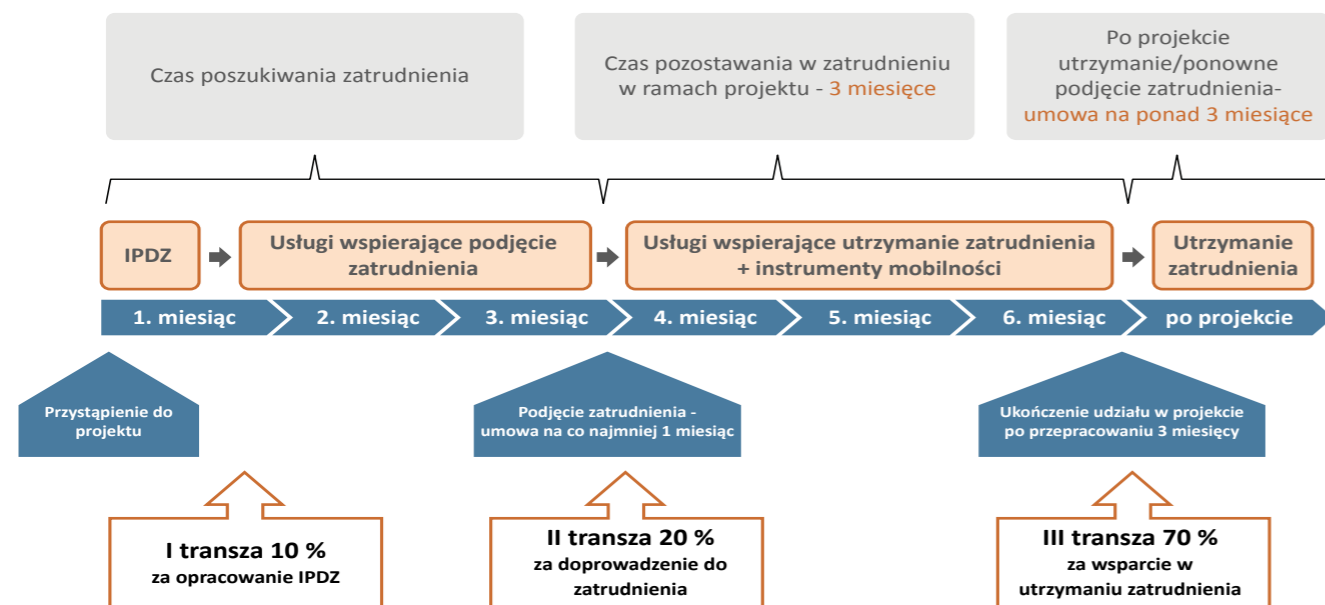 Czas poszukiwania zatrudnienia
Czas pozostawania w zatrudnieniu
w ramach projektu - 3 miesięce
Po projekcie
utrzymanie/ponowne
podjęcie zatrudnienia-
umowa na ponad 3 miesiące
IPDZ
Usługi wspierające podjęcie
zatrudnienia
Usługi wspierające utrzymanie zatrudnienia
+ instrumenty mobilności
Utrzymanie
zatrudnienia
1. miesiąc
2. miesiąc
3. miesiąc
4. miesiąc
5. miesiąc
6. miesiąc
po projekcie
Przystąpienie do
projektu
Podjęcie zatrudnienia -
umowa na co najmniej 1 miesiąc
Ukończenie udziału w projekcie
po przepracowaniu 3 miesięcy
I transza 10 %
za opracowanie IPDZ
II transza 20 %
za doprowadzenie do
zatrudnienia
III transza 70 %
za wsparcie w
utrzymaniu zatrudnienia